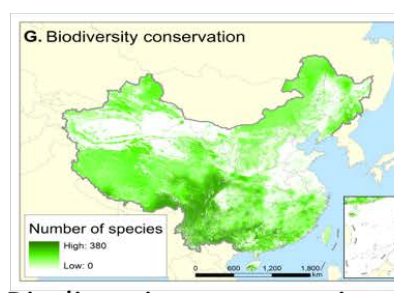 G. Biodiversity conservation
Number of species
High: 380
Low: 0
0 600 1,200 1,800
km